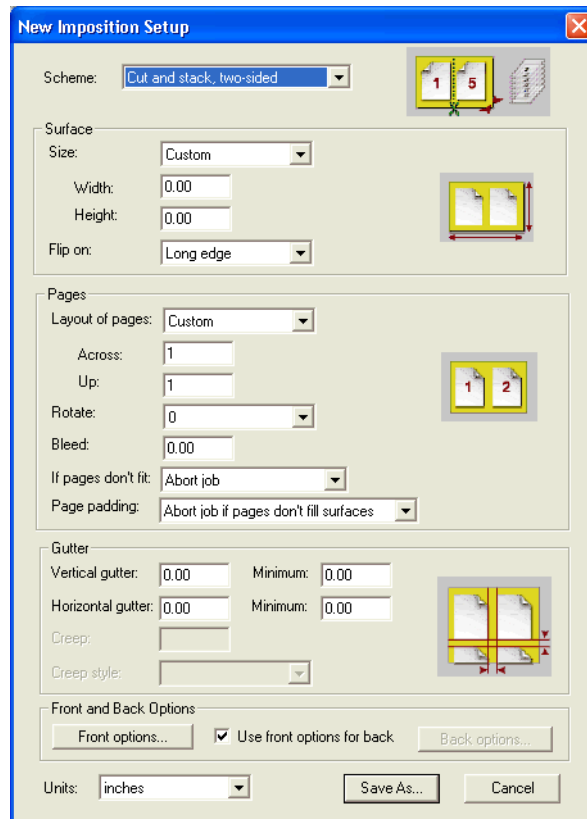 New Imposition Setup
Scheme: Cut and stack, two-sided
1 5
Surface
Size: Custom
Width: 0.00
Height: 0.00
Flip on: Long edge
Pages
Layout of pages: Custom
Across: 1
Up: 1
1 2
Rotate: 0
Bleed: 0.00
If pages don't fit: Abort job
Page padding: Abort job if pages don't fill surfaces
Gutter
Vertical gutter: 0.00 Minimum: 0.00
Horizontal gutter: 0.00 Minimum: 0.00
Creep:
Creep style:
Front and Back Options
Front options... Use front options for back Back options...
Units: inches Save As... Cancel